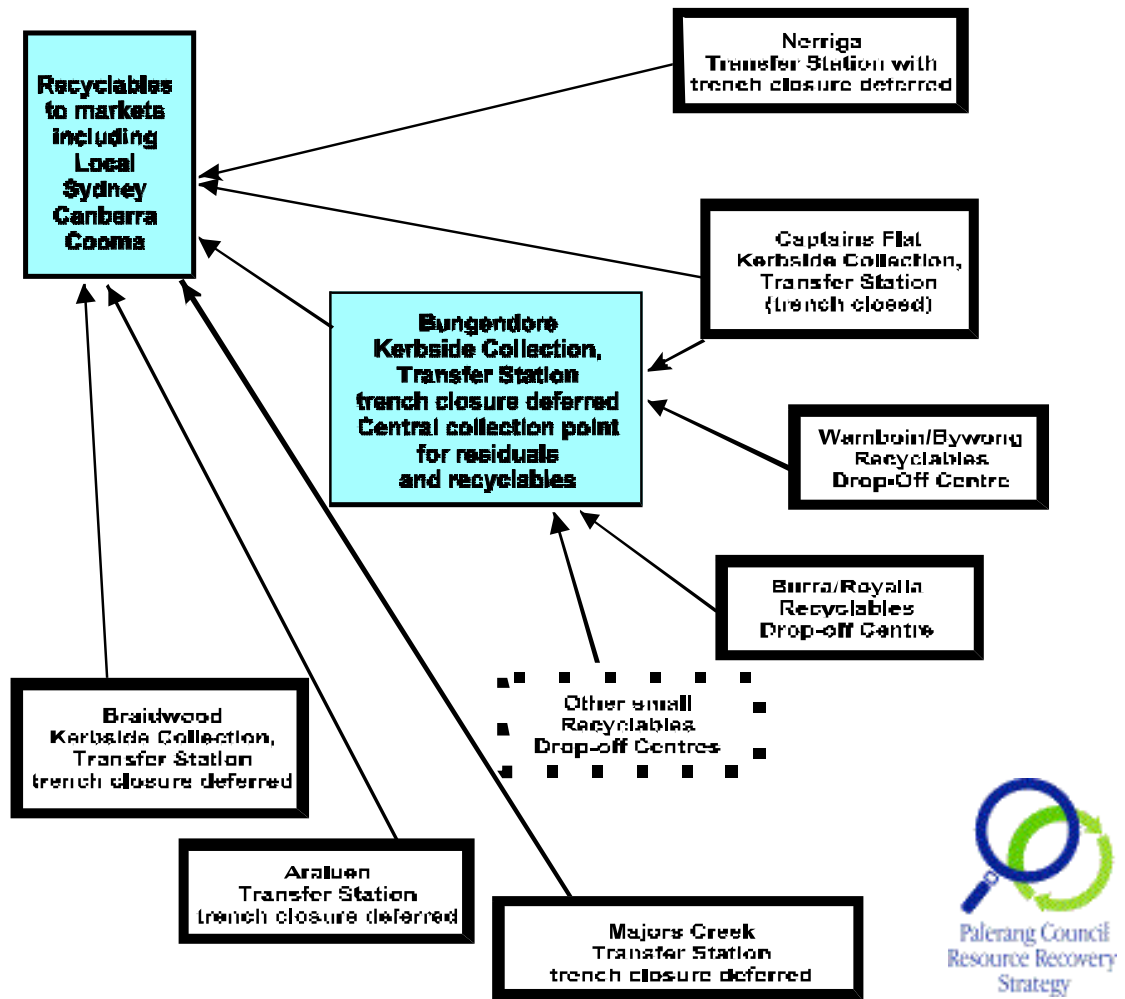 Nerriga
Transfer Station with
trench closure deferred
Recyclables
to markets
including
Local
Sydney
Canberra
Cooma
Captains Flat
Kerbside Collection,
Transfer Station
(trench closed)
Bungendore
Kerbside Collection,
Transfer Station
trench closure deferred
Central collection point
for residuals
and recyclables
Wamboin/Bywong
Recyclables
Drop-Off Centre
Burra/Royalla
Recyclables
Drop-off Centre
Other small
Recyclables
Drop-off Centres
Braidwood
Kerbside Collection,
Transfer Station
trench closure deferred
Araluen
Transfer Station
trench closure deferred
Majors Creek
Transfer Station
trench closure deferred
Palerang Council
Resource Recovery
Strategy